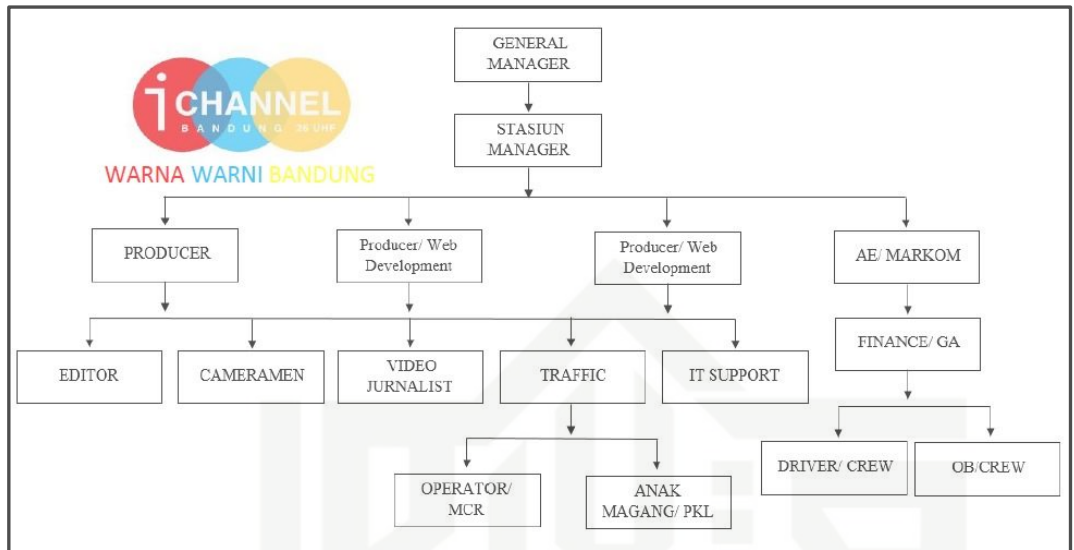 GENERAL
MANAGER
iCHANNEL
BANDUNG 26 UHF
WARNA WARNI BANDUNG
STASIUN
MANAGER
PRODUCER
Producer/ Web
Development
Producer/ Web
Development
AE/ MARKOM
EDITOR
CAMERAMEN
VIDEO
JURNALIST
TRAFFIC
IT SUPPORT
FINANCE/ GA
OPERATOR/
MCR
ANAK
MAGANG/ PKL
DRIVER/ CREW
OB/CREW